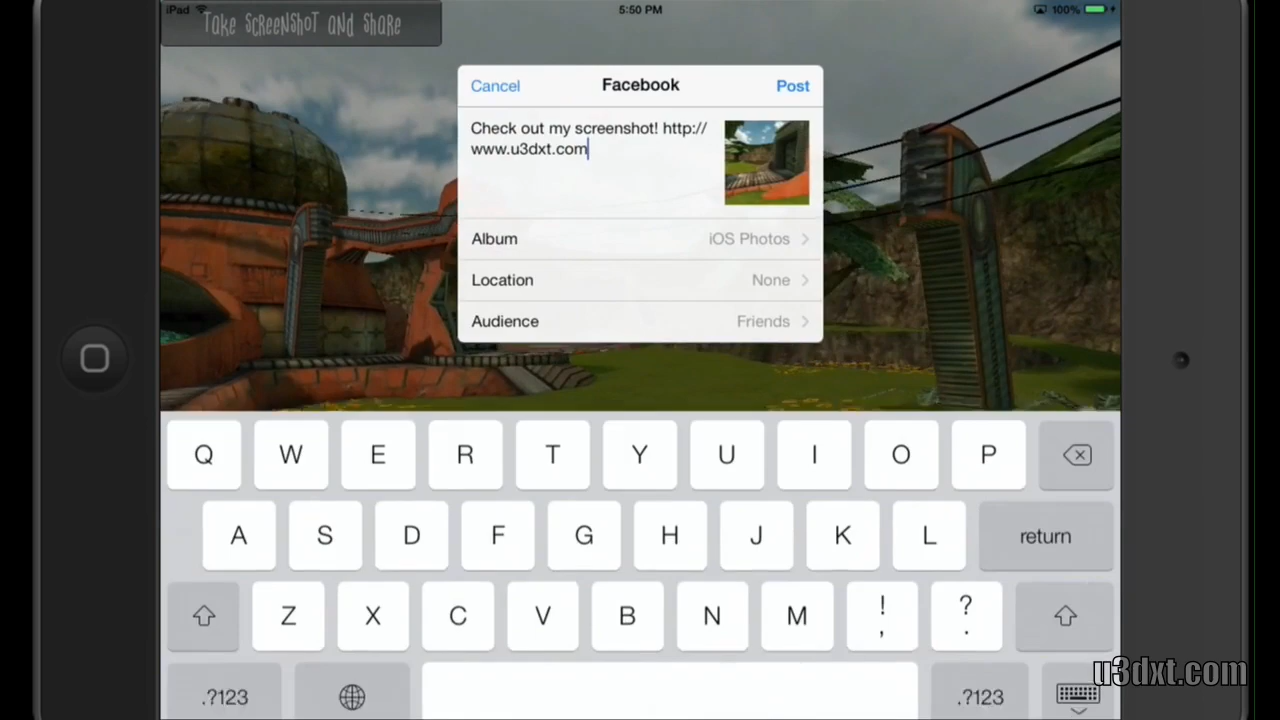 iPad 5:50 PM 100%
Take Screenshot and Share
Cancel Facebook Post
Check out my screenshot! http://
www.u3dxt.com
Album iOS Photos
Location None
Audience Friends
Q W E R T Y U I O P
A S D F G H J K L return
Z X C V B N M ! , ? .
.?123 .?123
u3dxt.com